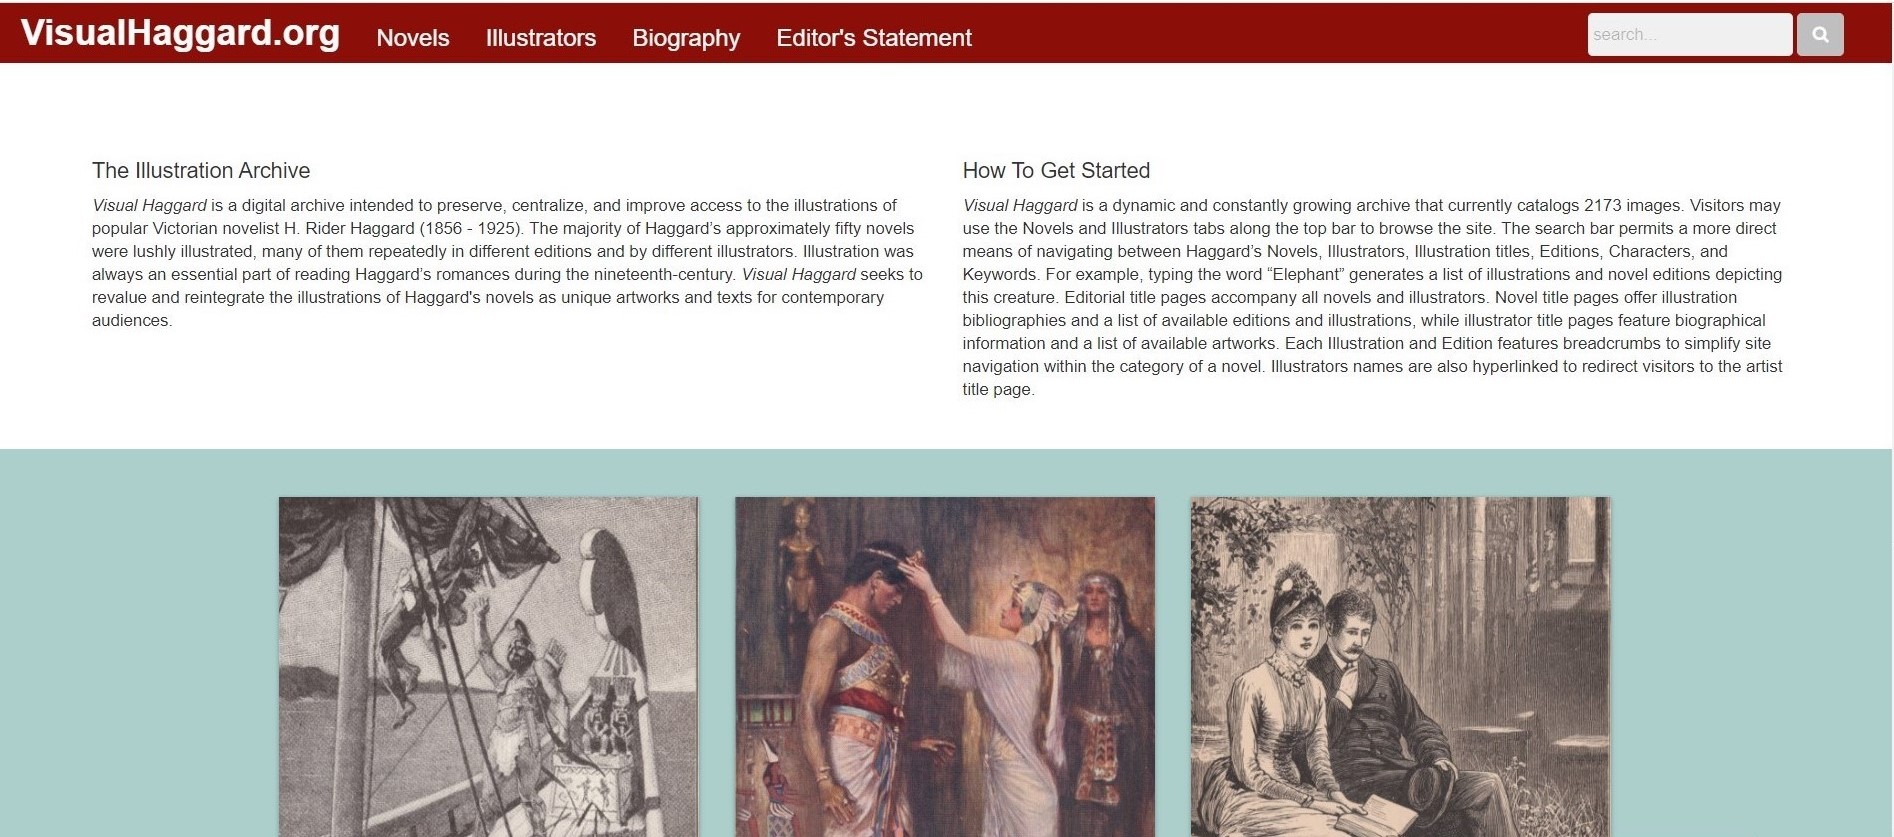 VisualHaggard.org Novels Illustrators Biography Editor's Statement search...
The Illustration Archive
Visual Haggard is a digital archive intended to preserve, centralize, and improve access to the illustrations of
popular Victorian novelist H. Rider Haggard (1856 - 1925). The majority of Haggard’s approximately fifty novels
were lushly illustrated, many of them repeatedly in different editions and by different illustrators. Illustration was
always an essential part of reading Haggard’s romances during the nineteenth-century. Visual Haggard seeks to
revalue and reintegrate the illustrations of Haggard's novels as unique artworks and texts for contemporary
audiences.
How To Get Started
Visual Haggard is a dynamic and constantly growing archive that currently catalogs 2173 images. Visitors may
use the Novels and Illustrators tabs along the top bar to browse the site. The search bar permits a more direct
means of navigating between Haggard’s Novels, Illustrators, Illustration titles, Editions, Characters, and
Keywords. For example, typing the word “Elephant” generates a list of illustrations and novel editions depicting
this creature. Editorial title pages accompany all novels and illustrators. Novel title pages offer illustration
bibliographies and a list of available editions and illustrations, while illustrator title pages feature biographical
information and a list of available artworks. Each Illustration and Edition features breadcrumbs to simplify site
navigation within the category of a novel. Illustrators names are also hyperlinked to redirect visitors to the artist
title page.